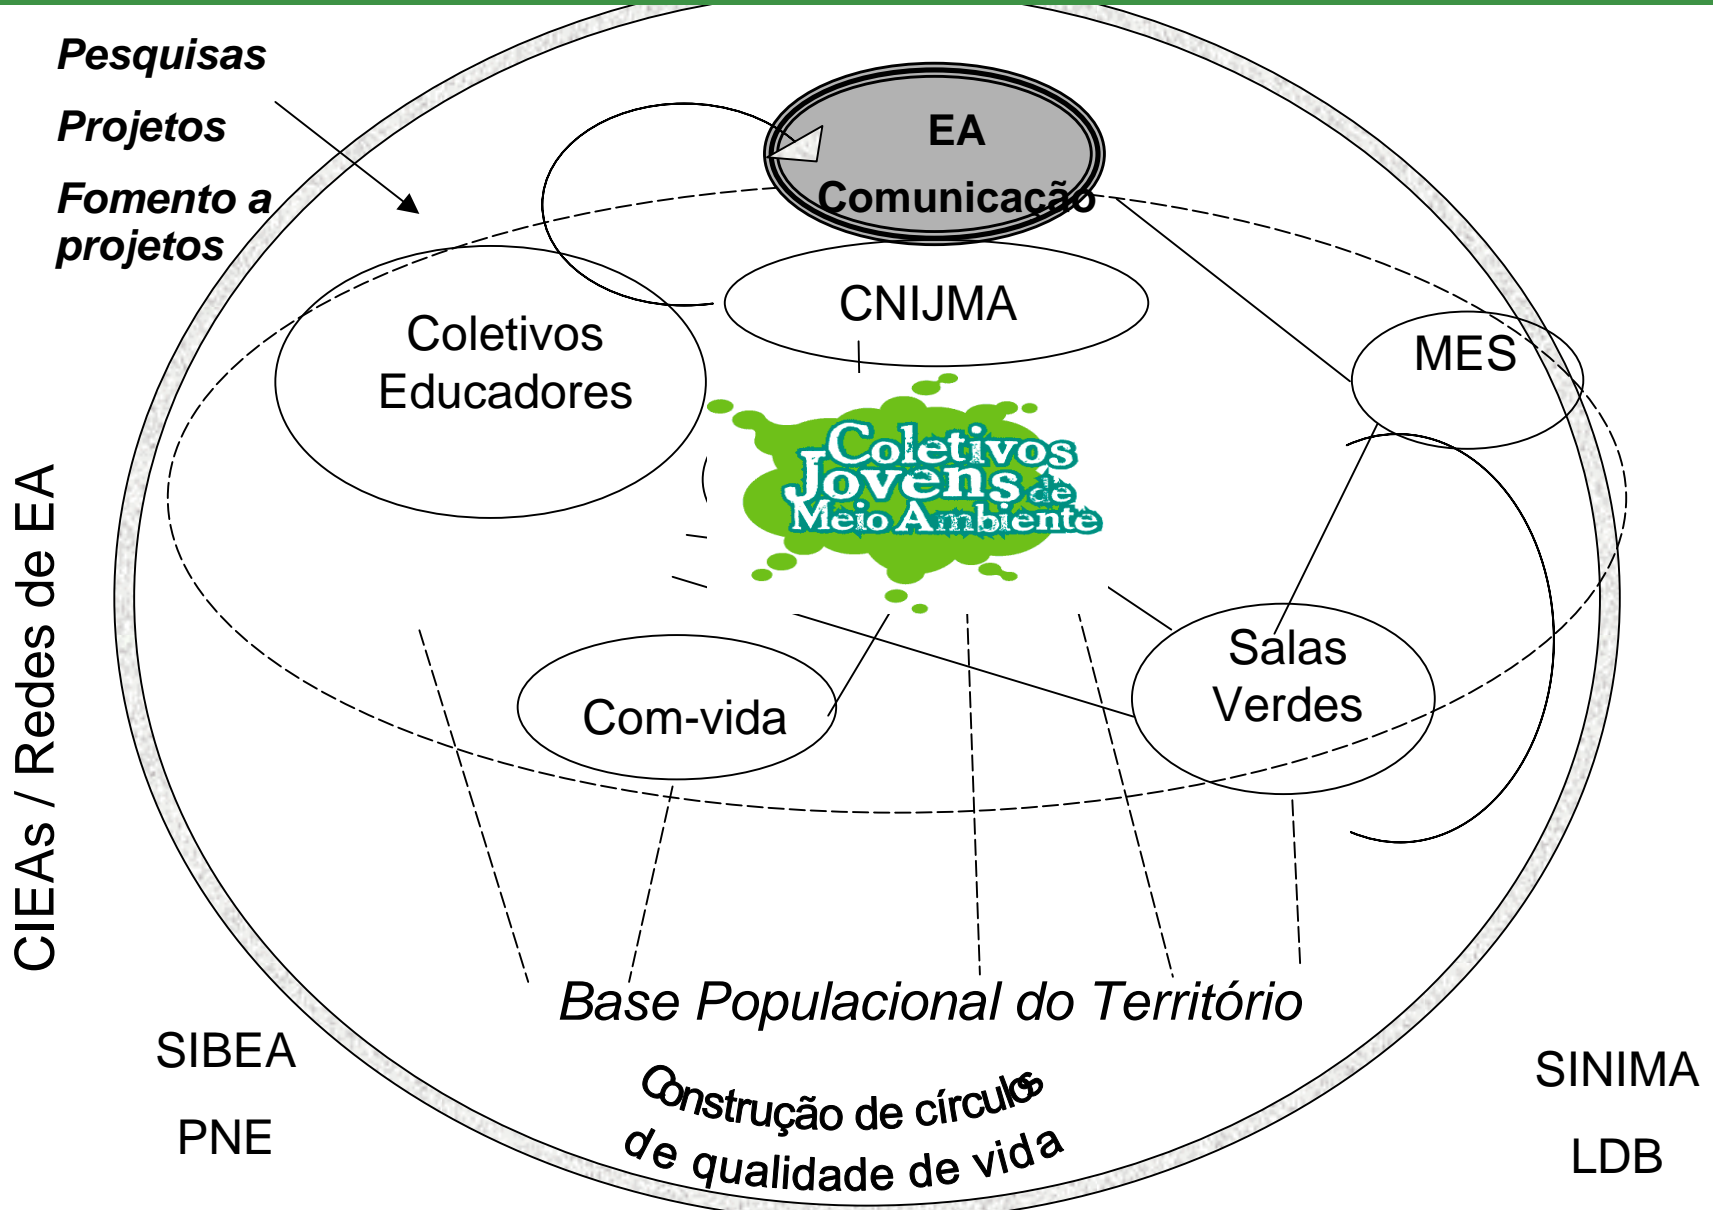 Pesquisas
Projetos
Fomento a
projetos
EA
Comunicação
CNIJMA
Coletivos
Educadores
MES
Coletivos
Jovens de
Meio Ambiente
Salas
Verdes
Com-vida
CIEAs / Redes de EA
Base Populacional do Território
Construção de círculos
de qualidade de vida
SIBEA
PNE
SINIMA
LDB